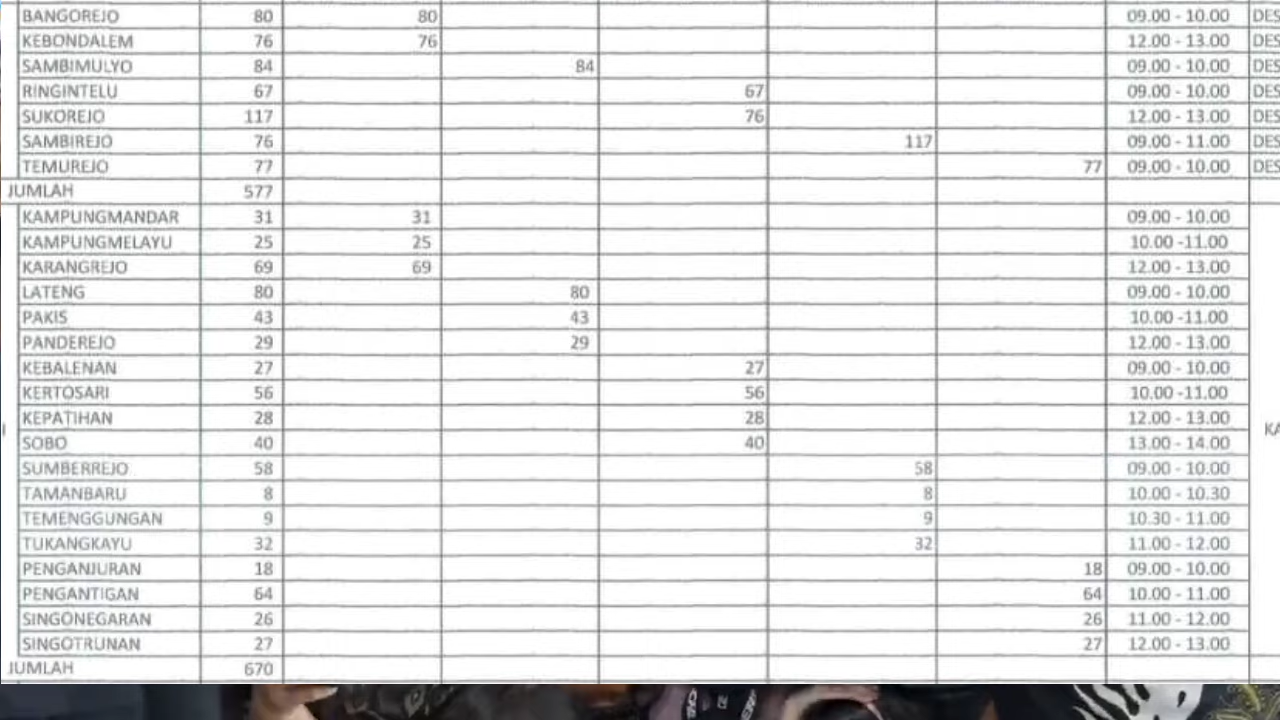 BANGOREJO 80 80 09.00 - 10.00 DES
KEBONDALEM 76 76 12.00 - 13.00 DES
SAMBIMULYO 84 84 09.00 - 10.00 DES
RINGINTELU 67 67 09.00 - 10.00 DES
SUKOREJO 117 76 12.00 - 13.00 DES
SAMBIREJO 76 117 09.00 - 11.00 DES
TEMUREJO 77 77 09.00 - 10.00 DES
JUMLAH 577
KAMPUNGMANDAR 31 31 09.00 - 10.00
KAMPUNGMELAYU 25 25 10.00 -11.00
KARANGREJO 69 69 12.00 - 13.00
LATENG 80 80 09.00 - 10.00
PAKIS 43 43 10.00 -11.00
PANDEREJO 29 29 12.00 - 13.00
KEBALENAN 27 27 09.00 - 10.00
KERTOSARI 56 56 10.00 -11.00
KEPATIHAN 28 28 12.00 - 13.00
SOBO 40 40 13.00 - 14.00 KA
SUMBERREJO 58 58 09.00 - 10.00
TAMANBARU 8 8 10.00 - 10.30
TEMENGGUNGAN 9 9 10.30 - 11.00
TUKANGKAYU 32 32 11.00 - 12.00
PENGANJURAN 18 18 09.00 - 10.00
PENGANTIGAN 64 64 10.00 - 11.00
SINGONEGARAN 26 26 11.00 - 12.00
SINGOTRUNAN 27 27 12.00 - 13.00
JUMLAH 670